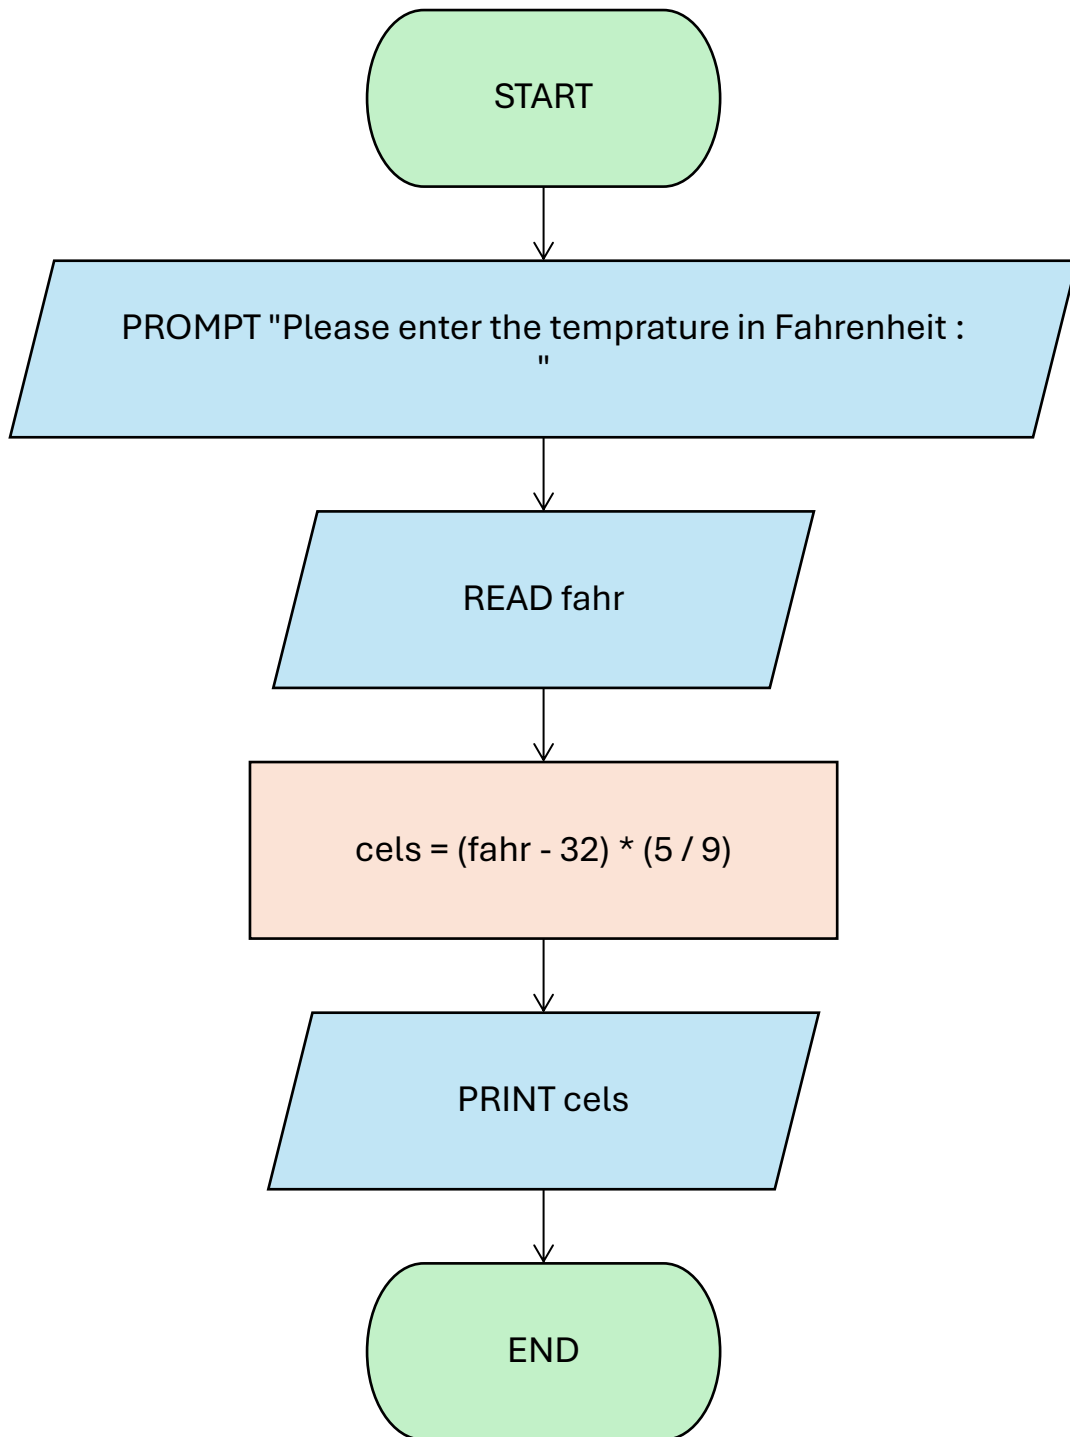 START
PROMPT "Please enter the temprature in Fahrenheit :
"
READ fahr
cels = (fahr - 32) * (5 / 9)
PRINT cels
END